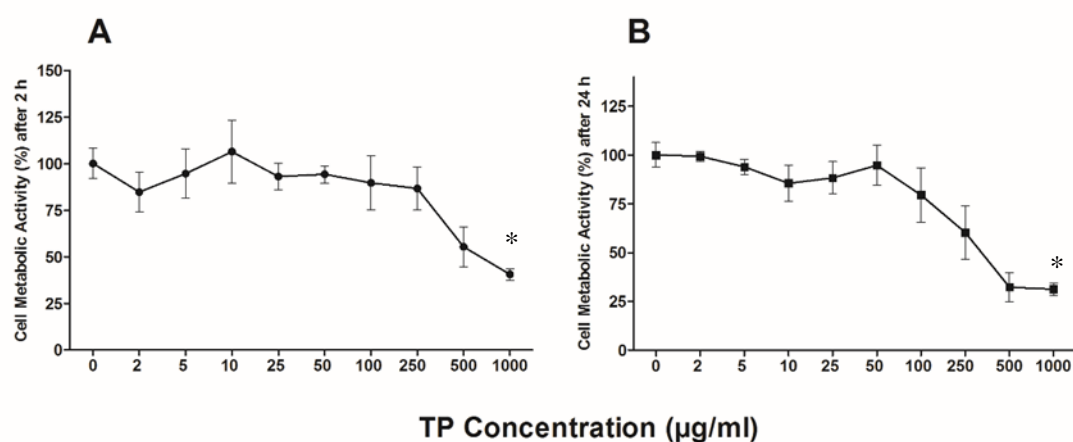 A
Cell Metabolic Activity (%) after 2 h
150
125
100
75
50
25
0
0 2 5 10 25 50 100 250 500 1000
*
B
Cell Metabolic Activity (%) after 24 h
125
100
75
50
25
0
0 2 5 10 25 50 100 250 500 1000
*
TP Concentration (µg/ml)